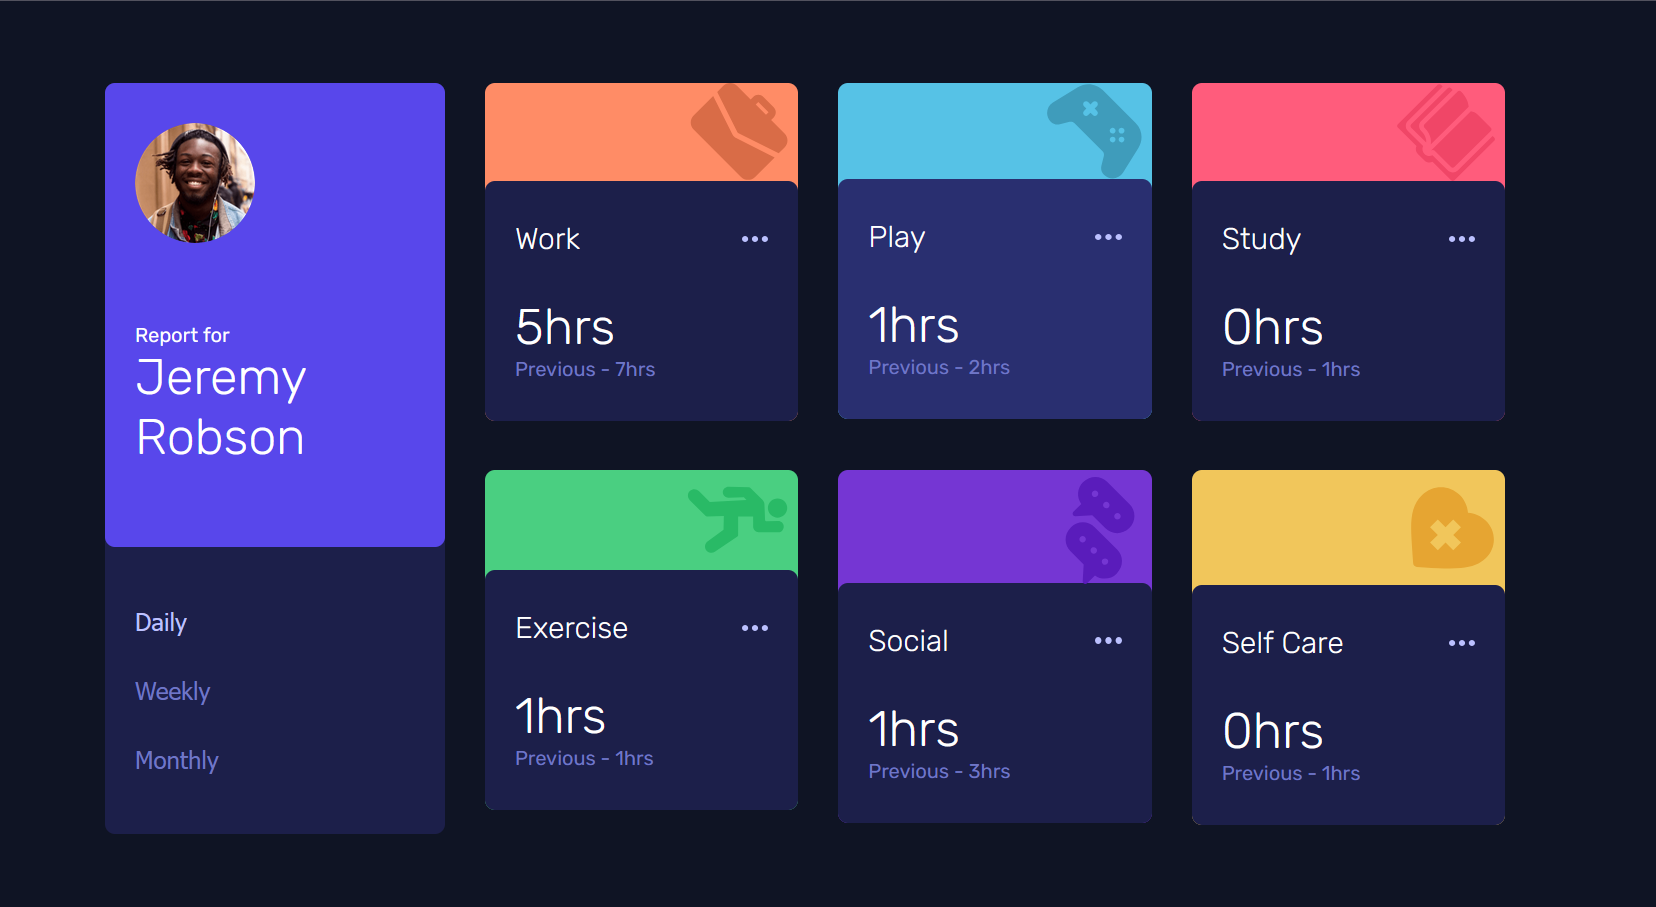 Report for
Jeremy
Robson
Daily
Weekly
Monthly
Work
5hrs
Previous - 7hrs
Play
1hrs
Previous - 2hrs
Study
0hrs
Previous - 1hrs
Exercise
1hrs
Previous - 1hrs
Social
1hrs
Previous - 3hrs
Self Care
0hrs
Previous - 1hrs